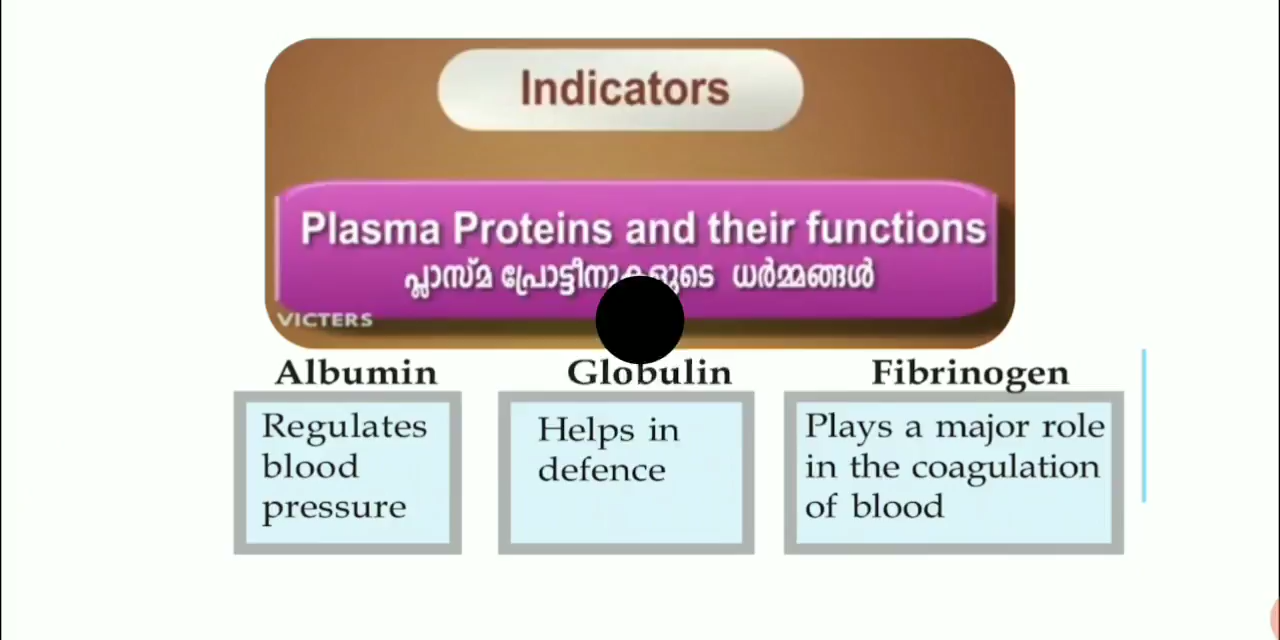 Indicators
Plasma Proteins and their functions
പ്ലാസ്മ ധർമ്മങ്ങൾ
VICTERS
Albumin
Globulin
Fibrinogen
Regulates
blood
pressure
Helps in
defence
Plays a major role
in the coagulation
of blood